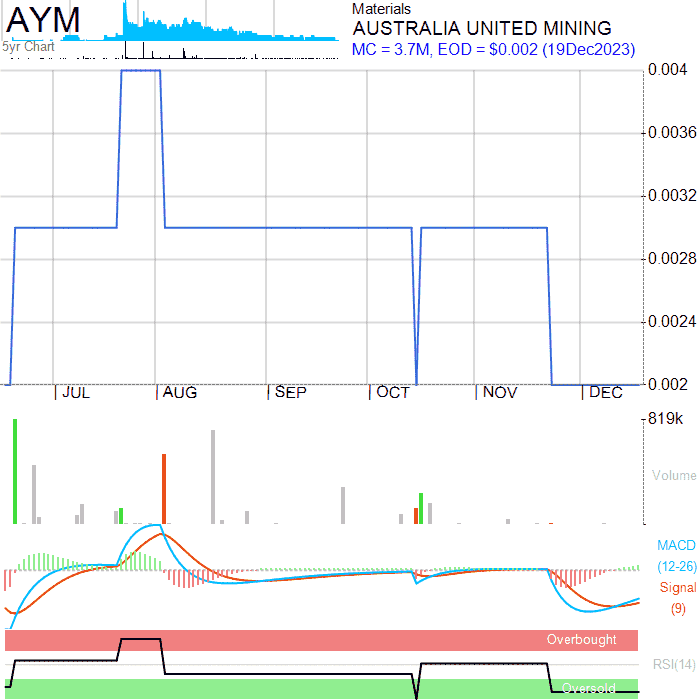 AYM
5yr Chart
Materials
AUSTRALIA UNITED MINING
MC = 3.7M, EOD = $0.002 (19Dec2023)
0.004
0.0036
0.0032
0.0028
0.0024
0.002
JUL AUG SEP OCT NOV DEC
819k
Volume
MACD
(12-26)
Signal
(9)
Overbought
RSI(14)
Oversold